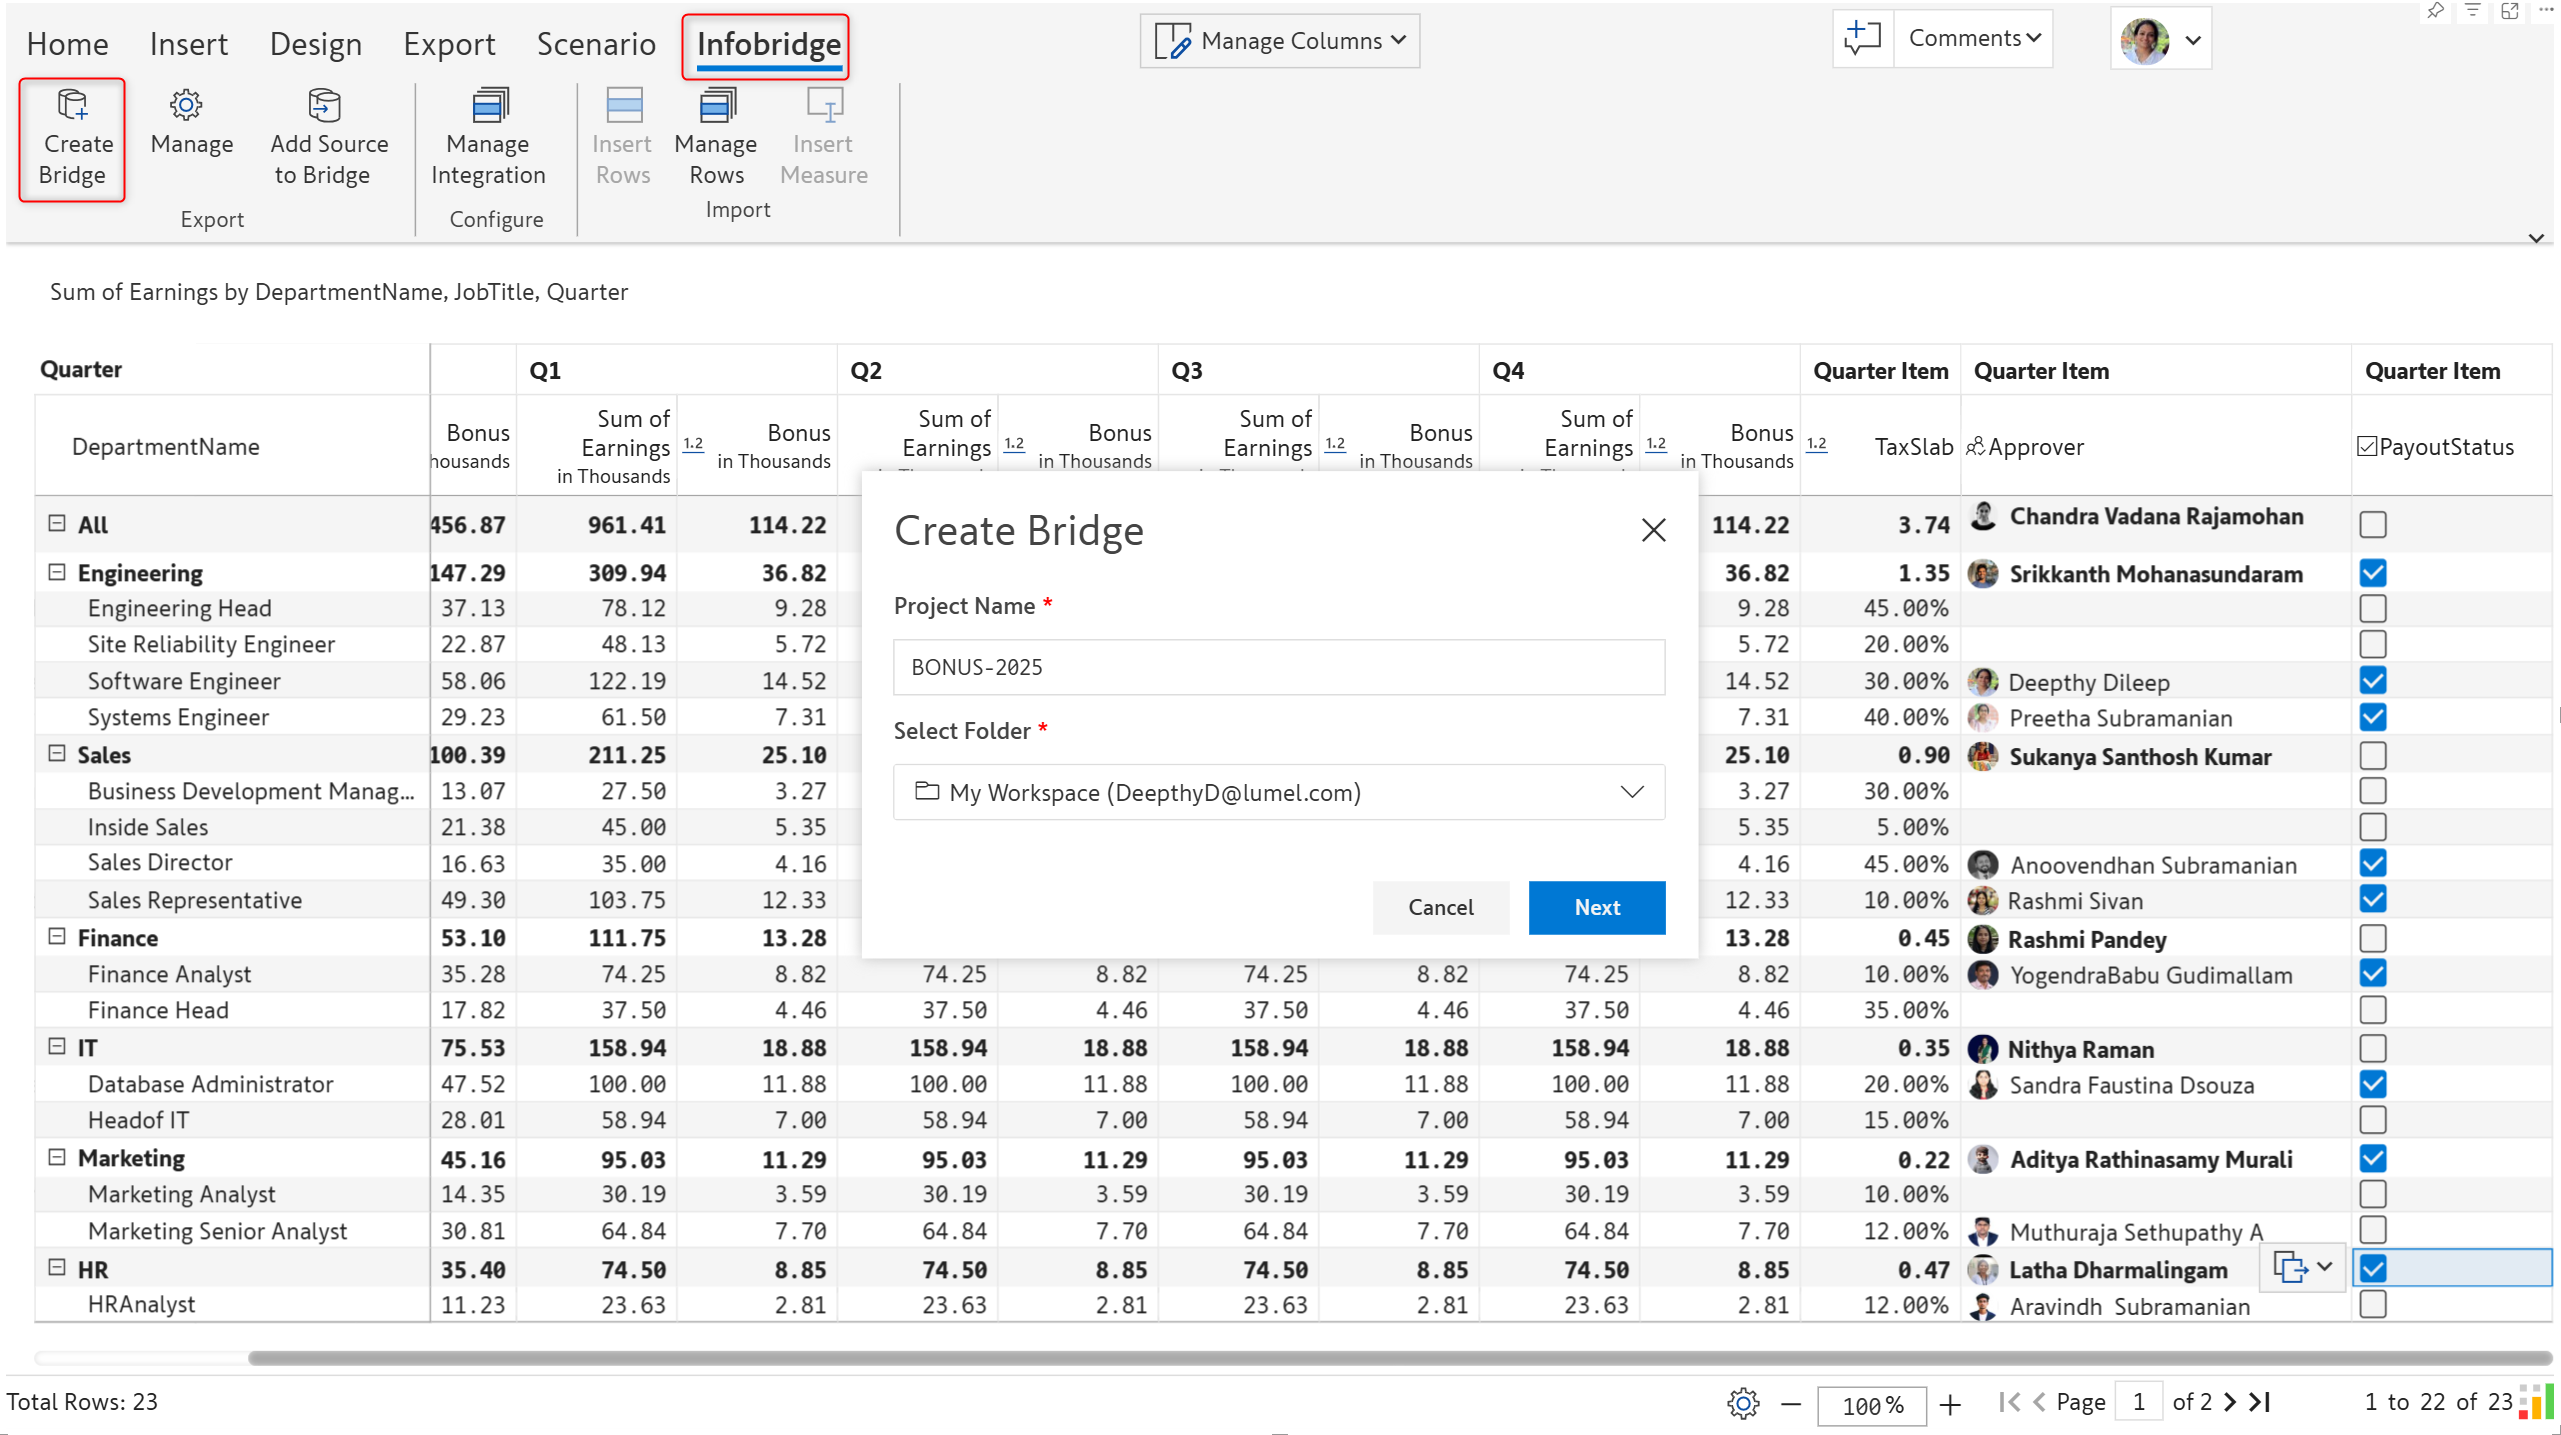 Home Insert Design Export Scenario Infobridge Manage Columns Comments
Create Bridge
Manage
Add Source to Bridge
Manage Integration
Insert Rows
Manage Rows
Insert Measure
Export Configure Import
Sum of Earnings by DepartmentName, JobTitle, Quarter
Quarter Q1 Q2 Q3 Q4 Quarter Item Quarter Item Quarter Item
DepartmentName Bonus housands Sum of Earnings in Thousands 1.2 Bonus in Thousands Sum of Earnings 1.2 Bonus in Thousands Sum of Earnings 1.2 Bonus in Thousands Sum of Earnings 1.2 Bonus in Thousands 1.2 TaxSlab Approver PayoutStatus
All 456.87 961.41 114.22 114.22 3.74 Chandra Vadana Rajamohan
Engineering 147.29 309.94 36.82 36.82 1.35 Srikkanth Mohanasundaram
Engineering Head 37.13 78.12 9.28 9.28 45.00%
Site Reliability Engineer 22.87 48.13 5.72 5.72 20.00%
Software Engineer 58.06 122.19 14.52 14.52 30.00% Deepthy Dileep
Systems Engineer 29.23 61.50 7.31 7.31 40.00% Preetha Subramanian
Sales 100.39 211.25 25.10 25.10 0.90 Sukanya Santhosh Kumar
Business Development Manag... 13.07 27.50 3.27 3.27 30.00%
Inside Sales 21.38 45.00 5.35 5.35 5.00%
Sales Director 16.63 35.00 4.16 4.16 45.00% Anoovendhan Subramanian
Sales Representative 49.30 103.75 12.33 12.33 10.00% Rashmi Sivan
Finance 53.10 111.75 13.28 13.28 0.45 Rashmi Pandey
Finance Analyst 35.28 74.25 8.82 74.25 8.82 74.25 8.82 74.25 8.82 10.00% YogendraBabu Gudimallam
Finance Head 17.82 37.50 4.46 37.50 4.46 37.50 4.46 37.50 4.46 35.00%
IT 75.53 158.94 18.88 158.94 18.88 158.94 18.88 158.94 18.88 0.35 Nithya Raman
Database Administrator 47.52 100.00 11.88 100.00 11.88 100.00 11.88 100.00 11.88 20.00% Sandra Faustina Dsouza
Headof IT 28.01 58.94 7.00 58.94 7.00 58.94 7.00 58.94 7.00 15.00%
Marketing 45.16 95.03 11.29 95.03 11.29 95.03 11.29 95.03 11.29 0.22 Aditya Rathinasamy Murali
Marketing Analyst 14.35 30.19 3.59 30.19 3.59 30.19 3.59 30.19 3.59 10.00%
Marketing Senior Analyst 30.81 64.84 7.70 64.84 7.70 64.84 7.70 64.84 7.70 12.00% Muthuraja Sethupathy A
HR 35.40 74.50 8.85 74.50 8.85 74.50 8.85 74.50 8.85 0.47 Latha Dharmalingam
HRAnalyst 11.23 23.63 2.81 23.63 2.81 23.63 2.81 23.63 2.81 12.00% Aravindh Subramanian
Create Bridge
Project Name *
BONUS-2025
Select Folder *
My Workspace (DeepthyD@lumel.com)
Cancel Next
Total Rows: 23 100% Page 1 of 2 1 to 22 of 23